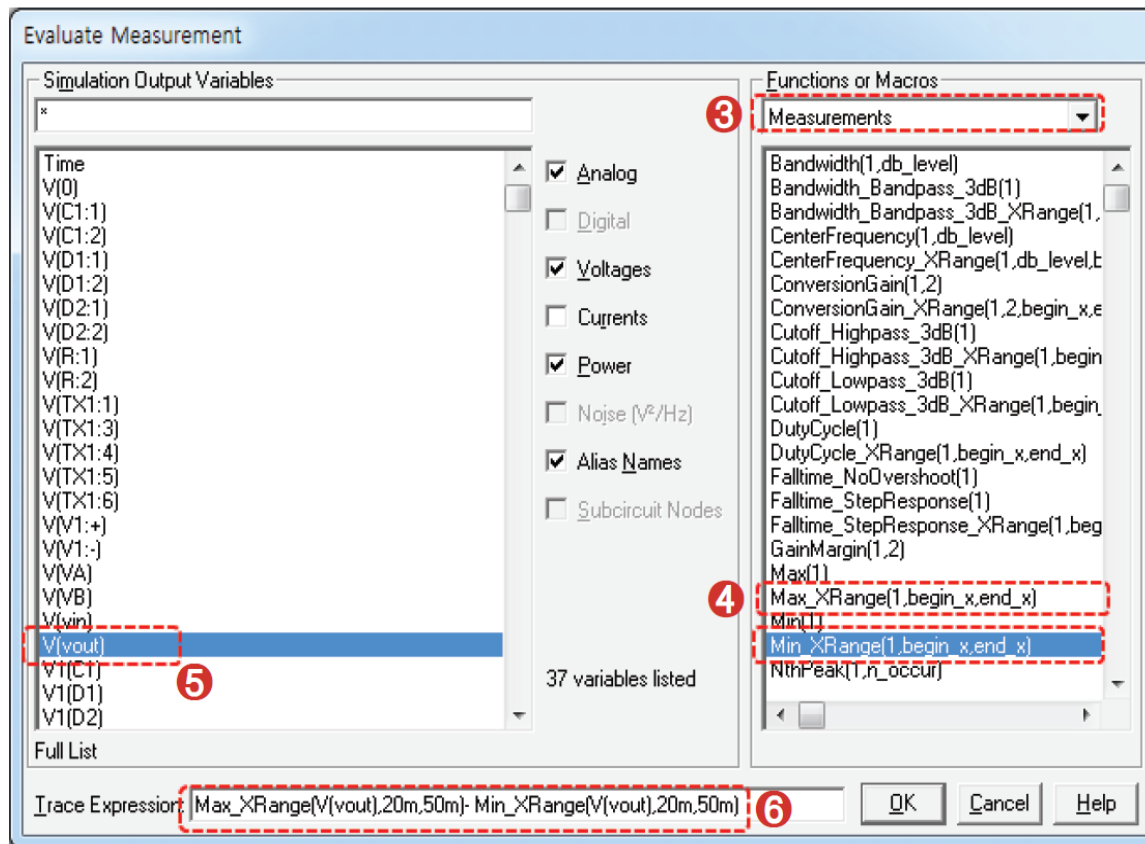 Evaluate Measurement
Simulation Output Variables
*
Time
V(0)
V(C1:1)
V(C1:2)
V(D1:1)
V(D1:2)
V(D2:1)
V(D2:2)
V(R:1)
V(R:2)
V(TX1:1)
V(TX1:3)
V(TX1:4)
V(TX1:5)
V(TX1:6)
V(V1:+)
V(V1:-)
V(VA)
V(VB)
V(vin)
V(vout)
V1(C1)
V1(D1)
V1(D2)
5
Full List
Analog
Digital
Voltages
Currents
Power
Noise (V²/Hz)
Alias Names
Subcircuit Nodes
37 variables listed
Functions or Macros
3
Measurements
Bandwidth(1,db_level)
Bandwidth_Bandpass_3dB(1)
Bandwidth_Bandpass_3dB_XRange(1,
CenterFrequency(1,db_level)
CenterFrequency_XRange(1,db_level,b
ConversionGain(1,2)
ConversionGain_XRange(1,2,begin_x,e
Cutoff_Highpass_3dB(1)
Cutoff_Highpass_3dB_XRange(1,begin
Cutoff_Lowpass_3dB(1)
Cutoff_Lowpass_3dB_XRange(1,begin_
DutyCycle(1)
DutyCycle_XRange(1,begin_x,end_x)
Falltime_NoOvershoot(1)
Falltime_StepResponse(1)
Falltime_StepResponse_XRange(1,beg
GainMargin(1,2)
Max(1)
4
Max_XRange(1,begin_x,end_x)
Min(1)
Min_XRange(1,begin_x,end_x)
NthPeak(1,n_occur)
Trace Expression: Max_XRange(V(vout),20m,50m)- Min_XRange(V(vout),20m,50m)
6
OK
Cancel
Help